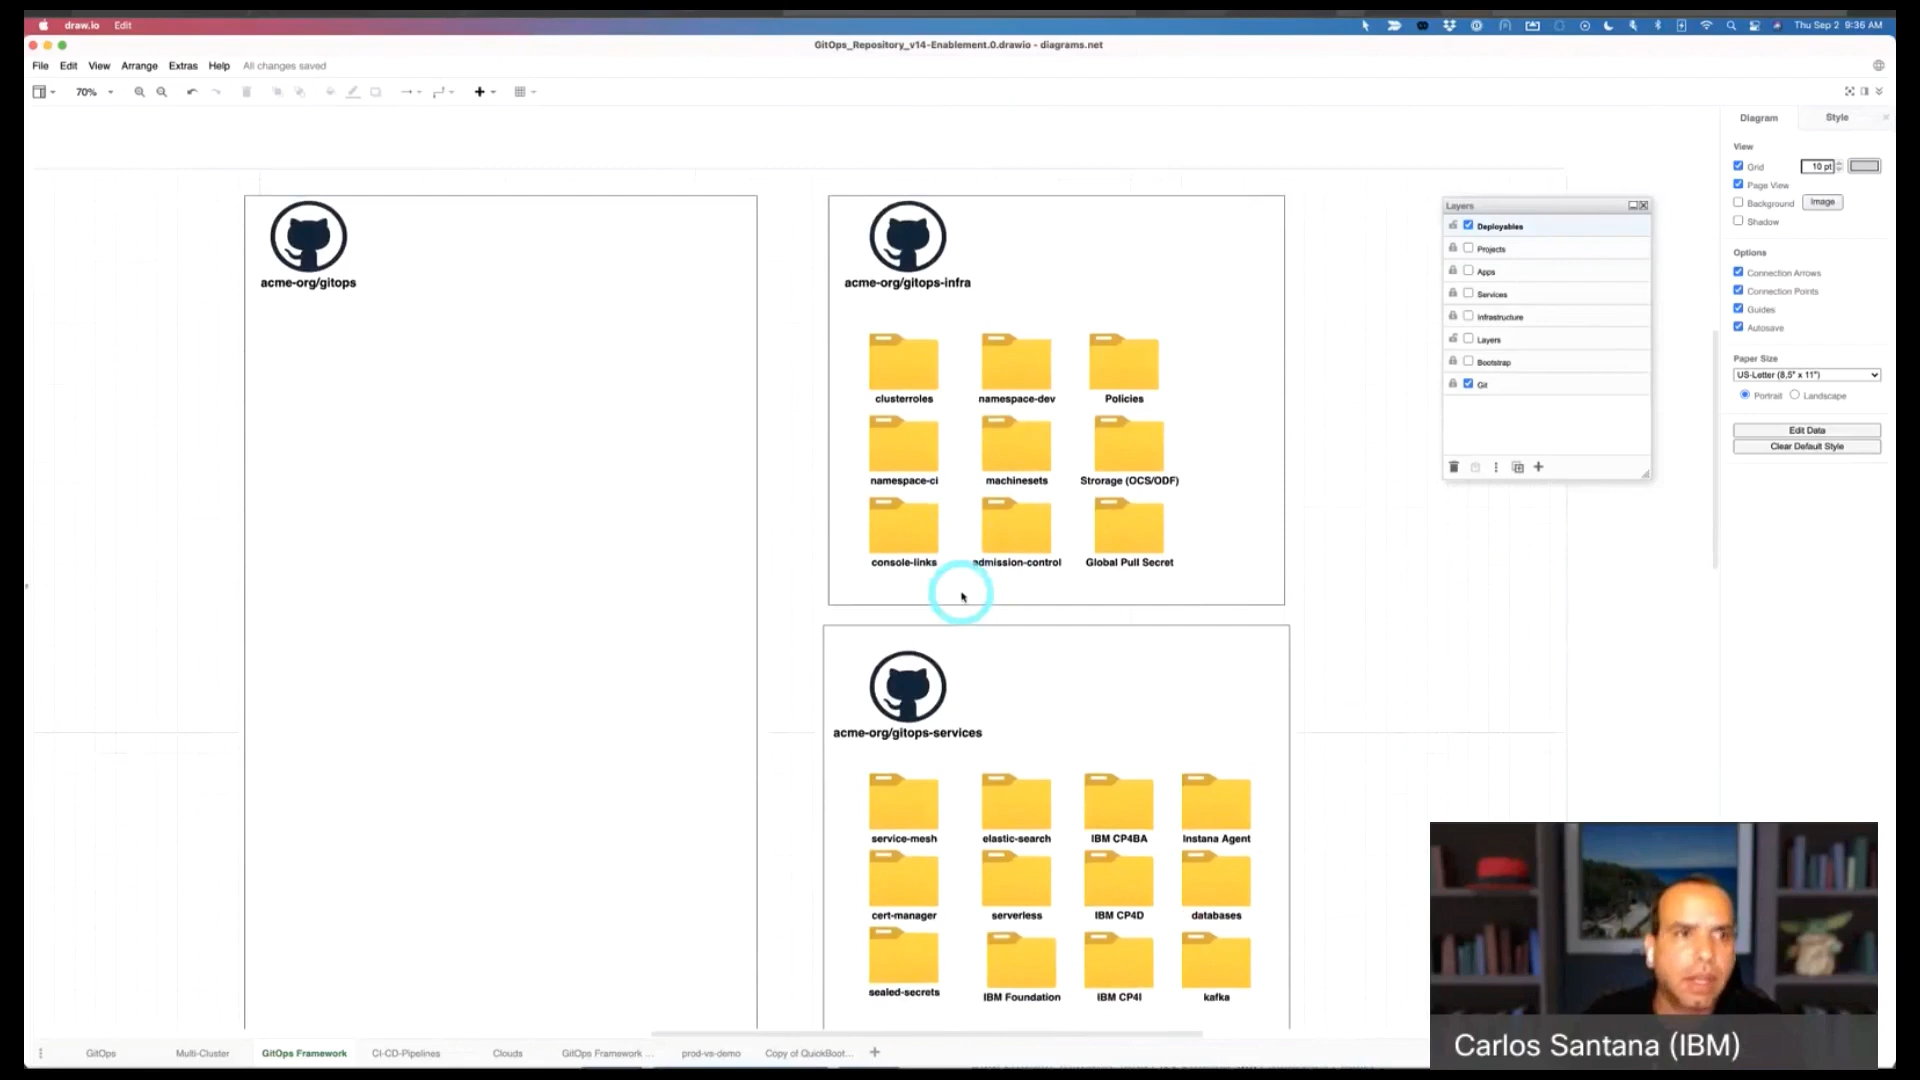 draw.io Edit
Thu Sep 2 9:36 AM
GitOps_Repository_v14-Enablement.0.drawio - diagrams.net
File Edit View Arrange Extras Help All changes saved
70%
Diagram Style
View
Grid 10 pt
Page View
Background Image
Shadow
Options
Connection Arrows
Connection Points
Guides
Autosave
Paper Size
US-Letter (8,5" x 11")
Portrait Landscape
Edit Data
Clear Default Style
Layers
Deployables
Projects
Apps
Services
Infrastructure
Layers
Bootstrap
Git
acme-org/gitops
acme-org/gitops-infra
clusterroles namespace-dev Policies
namespace-ci machinesets Strorage (OCS/ODF)
console-links admission-control Global Pull Secret
acme-org/gitops-services
service-mesh elastic-search IBM CP4BA Instana Agent
cert-manager serverless IBM CP4D databases
sealed-secrets IBM Foundation IBM CP4I kafka
GitOps Multi-Cluster GitOps Framework CI-CD-Pipelines Clouds GitOps Framework ... prod-vs-demo Copy of QuickBoot...
Carlos Santana (IBM)